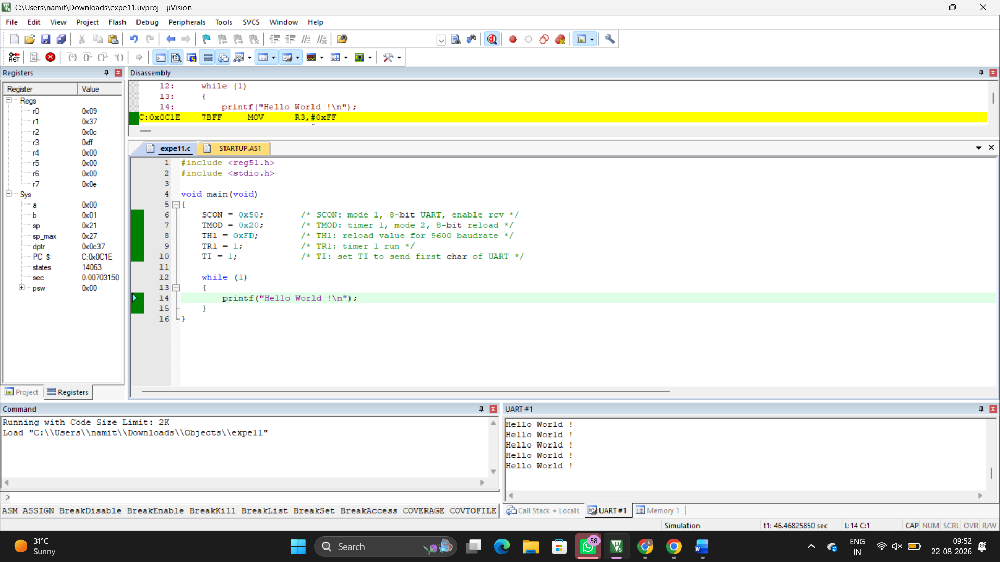 C:\Users\namit\Downloads\expe11.uvproj - µVision
File Edit View Project Flash Debug Peripherals Tools SVCS Window Help
RST
Registers
Register Value
Regs
r0 0x09
r1 0x37
r2 0x0c
r3 0xff
r4 0x00
r5 0x00
r6 0x00
r7 0x0e
Sys
a 0x00
b 0x01
sp 0x21
sp_max 0x27
dptr 0x0c37
PC $ C:0x0C1E
states 14063
sec 0.00703150
psw 0x00
Project Registers
Disassembly
12: while (1)
13: {
14: printf("Hello World !\n");
C:0x0C1E 7BFF MOV R3,#0xFF
expe11.c STARTUP.A51
1 #include <reg51.h>
2 #include <stdio.h>
3
4 void main(void)
5 {
6 SCON = 0x50; /* SCON: mode 1, 8-bit UART, enable rcv */
7 TMOD = 0x20; /* TMOD: timer 1, mode 2, 8-bit reload */
8 TH1 = 0xFD; /* TH1: reload value for 9600 baudrate */
9 TR1 = 1; /* TR1: timer 1 run */
10 TI = 1; /* TI: set TI to send first char of UART */
11
12 while (1)
13 {
14 printf("Hello World !\n");
15 }
16 }
Command
Running with Code Size Limit: 2K
Load "C:\\Users\\namit\\Downloads\\Objects\\expe11"
>
ASM ASSIGN BreakDisable BreakEnable BreakKill BreakList BreakSet BreakAccess COVERAGE COVTOFILE
UART #1
Hello World !
Hello World !
Hello World !
Hello World !
Hello World !
Call Stack + Locals UART #1 Memory 1
Simulation t1: 46.46825850 sec L:14 C:1 CAP NUM SCRL OVR R/W
31°C
Sunny
Search
58
ENG
IN
09:52
22-08-2026